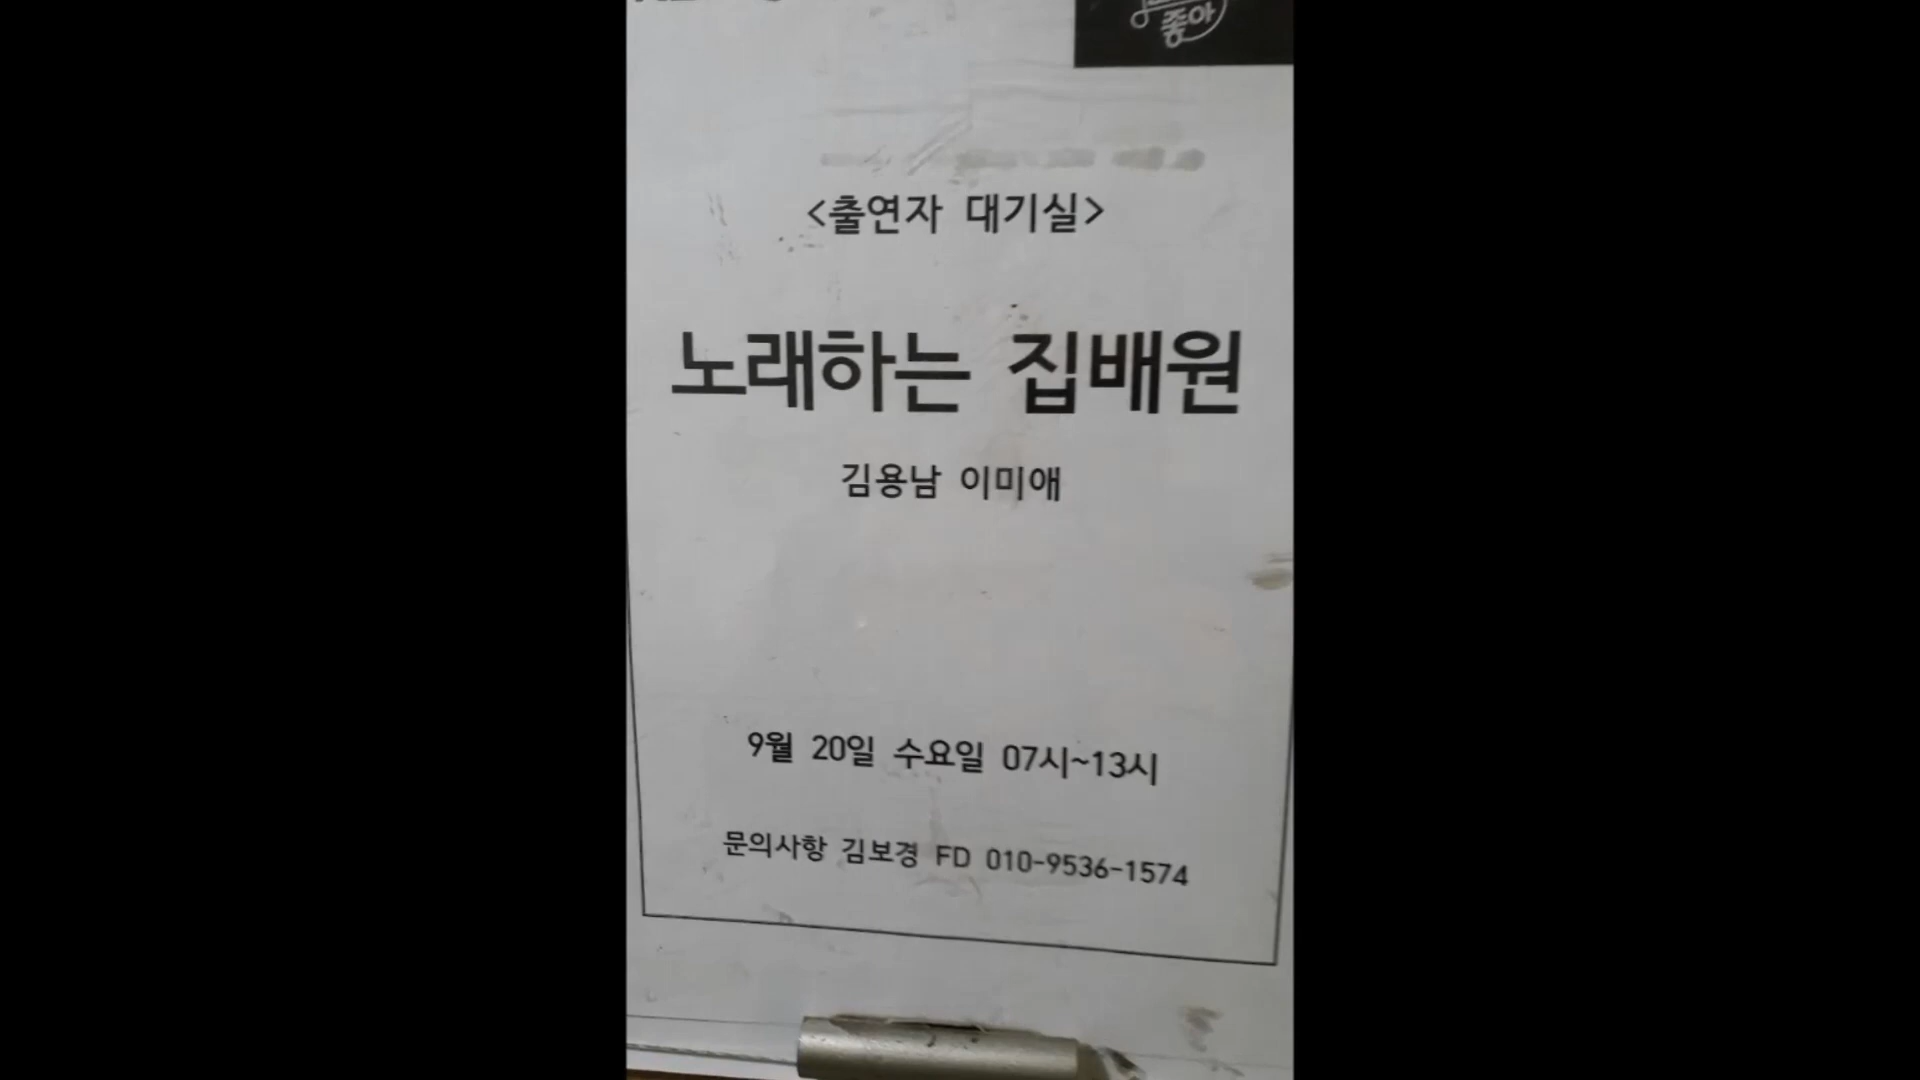 좋아
<출연자 대기실>
노래하는 집배원
김용남 이미애
9월 20일 수요일 07시~13시
문의사항 김보경 FD 010-9536-1574